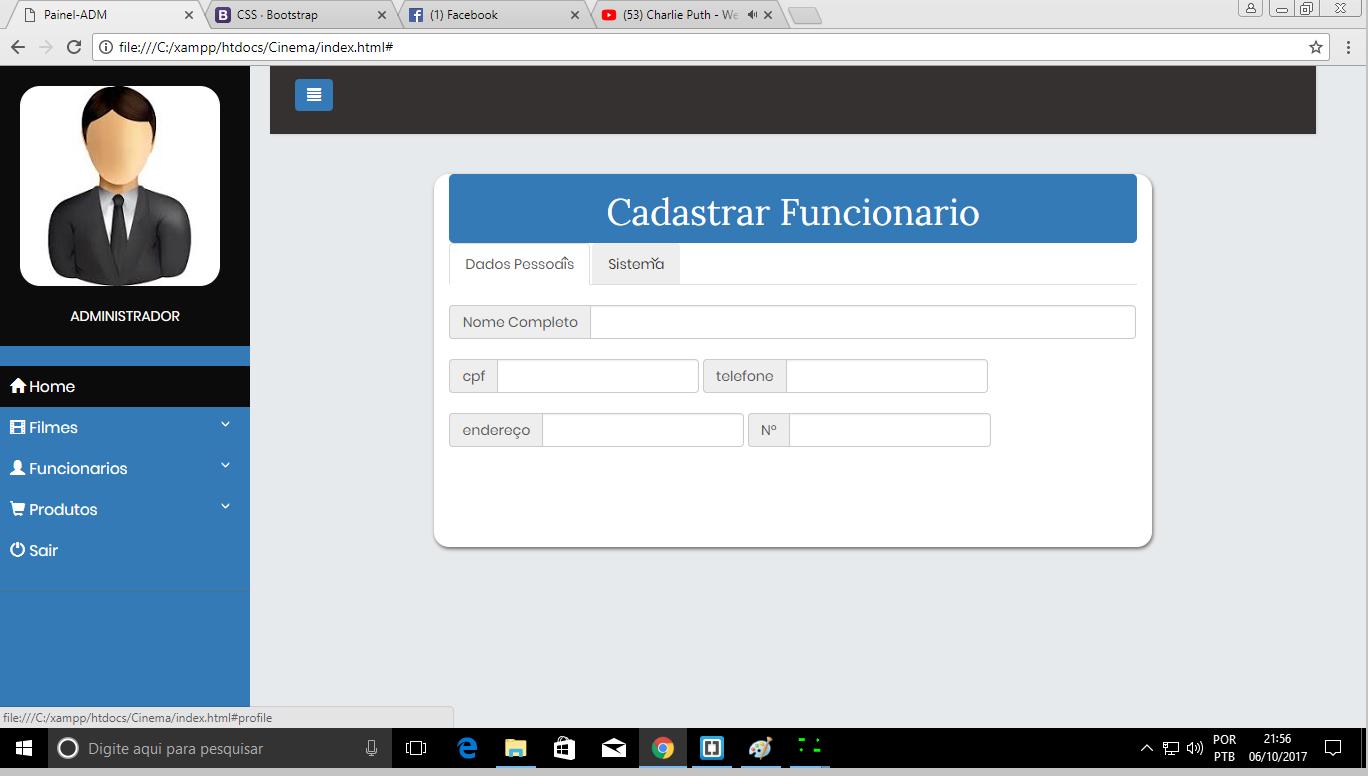 Painel-ADM
CSS · Bootstrap
(1) Facebook
(53) Charlie Puth - We
file:///C:/xampp/htdocs/Cinema/index.html#
ADMINISTRADOR
Home
Filmes
Funcionarios
Produtos
Sair
Cadastrar Funcionario
Dados Pessoais Sistema
Nome Completo
cpf telefone
endereço Nº
file:///C:/xampp/htdocs/Cinema/index.html#profile
Digite aqui para pesquisar
POR
PTB
21:56
06/10/2017